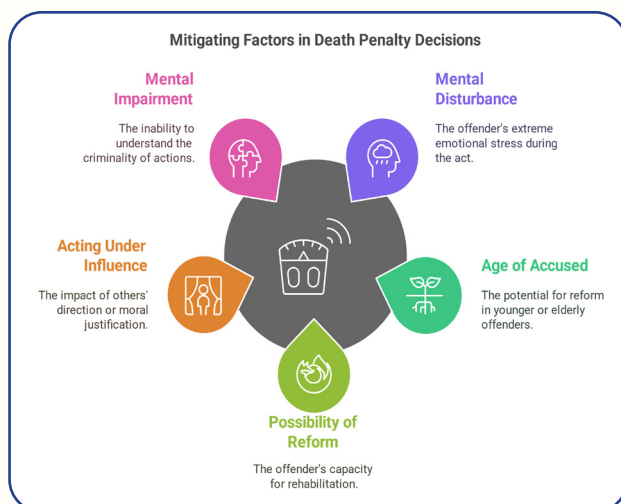 Mitigating Factors in Death Penalty Decisions
Mental
Impairment
The inability to
understand the
criminality of actions.
Mental
Disturbance
The offender's extreme
emotional stress during
the act.
Acting Under
Influence
The impact of others'
direction or moral
justification.
Age of Accused
The potential for reform
in younger or elderly
offenders.
Possibility of
Reform
The offender's capacity
for rehabilitation.